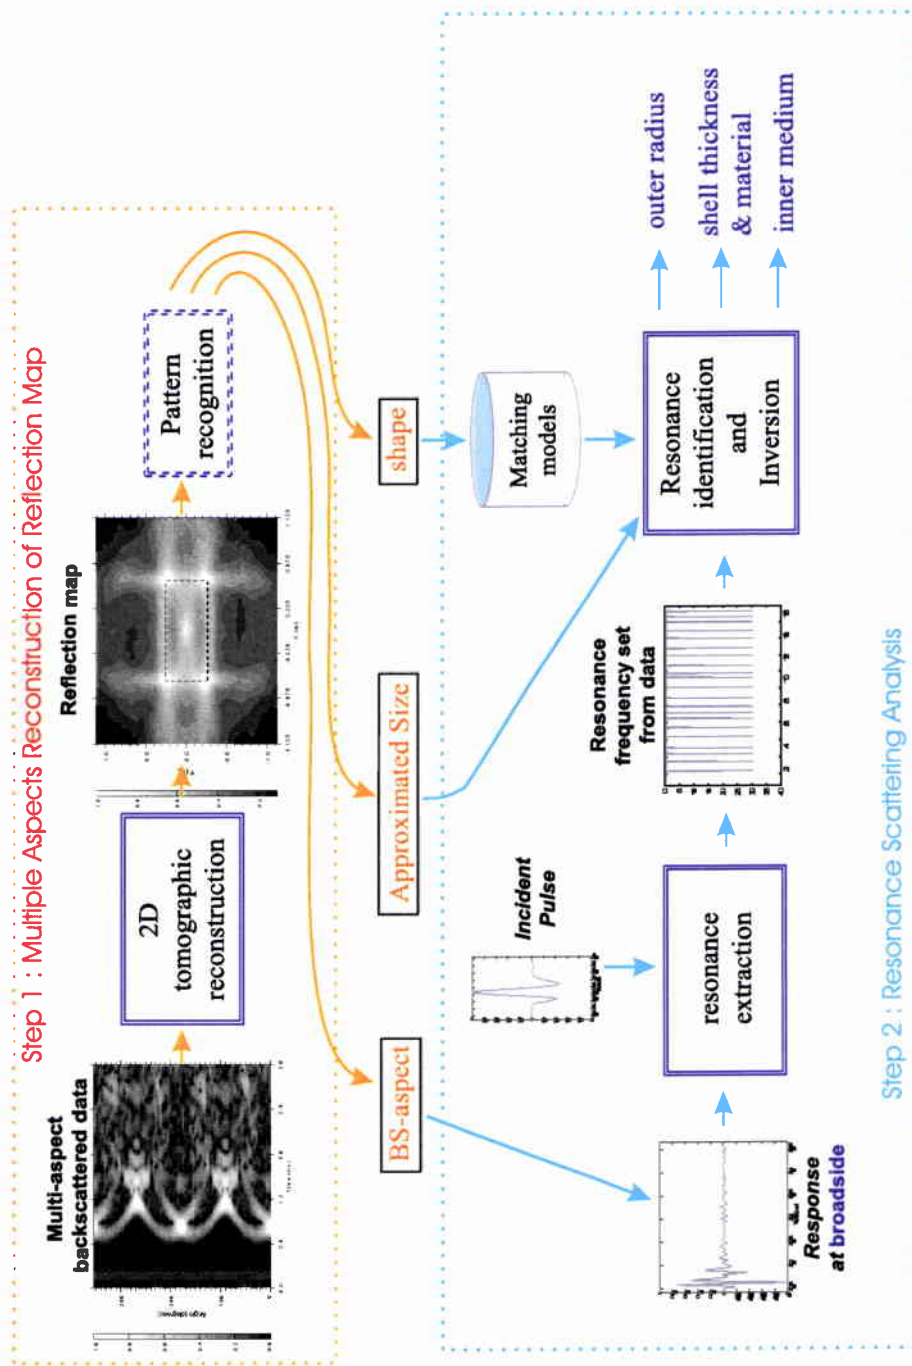 Step 1 : Multiple Aspects Reconstruction of Reflection Map
Multi-aspect
backscattered data
2D
tomographic
reconstruction
Reflection map
Pattern
recognition
BS-aspect
Approximated Size
shape
Incident
Pulse
Matching
models
Response
at broadside
resonance
extraction
Resonance
frequency set
from data
Resonance
identification
and
Inversion
outer radius
shell thickness
& material
inner medium
Step 2 : Resonance Scattering Analysis